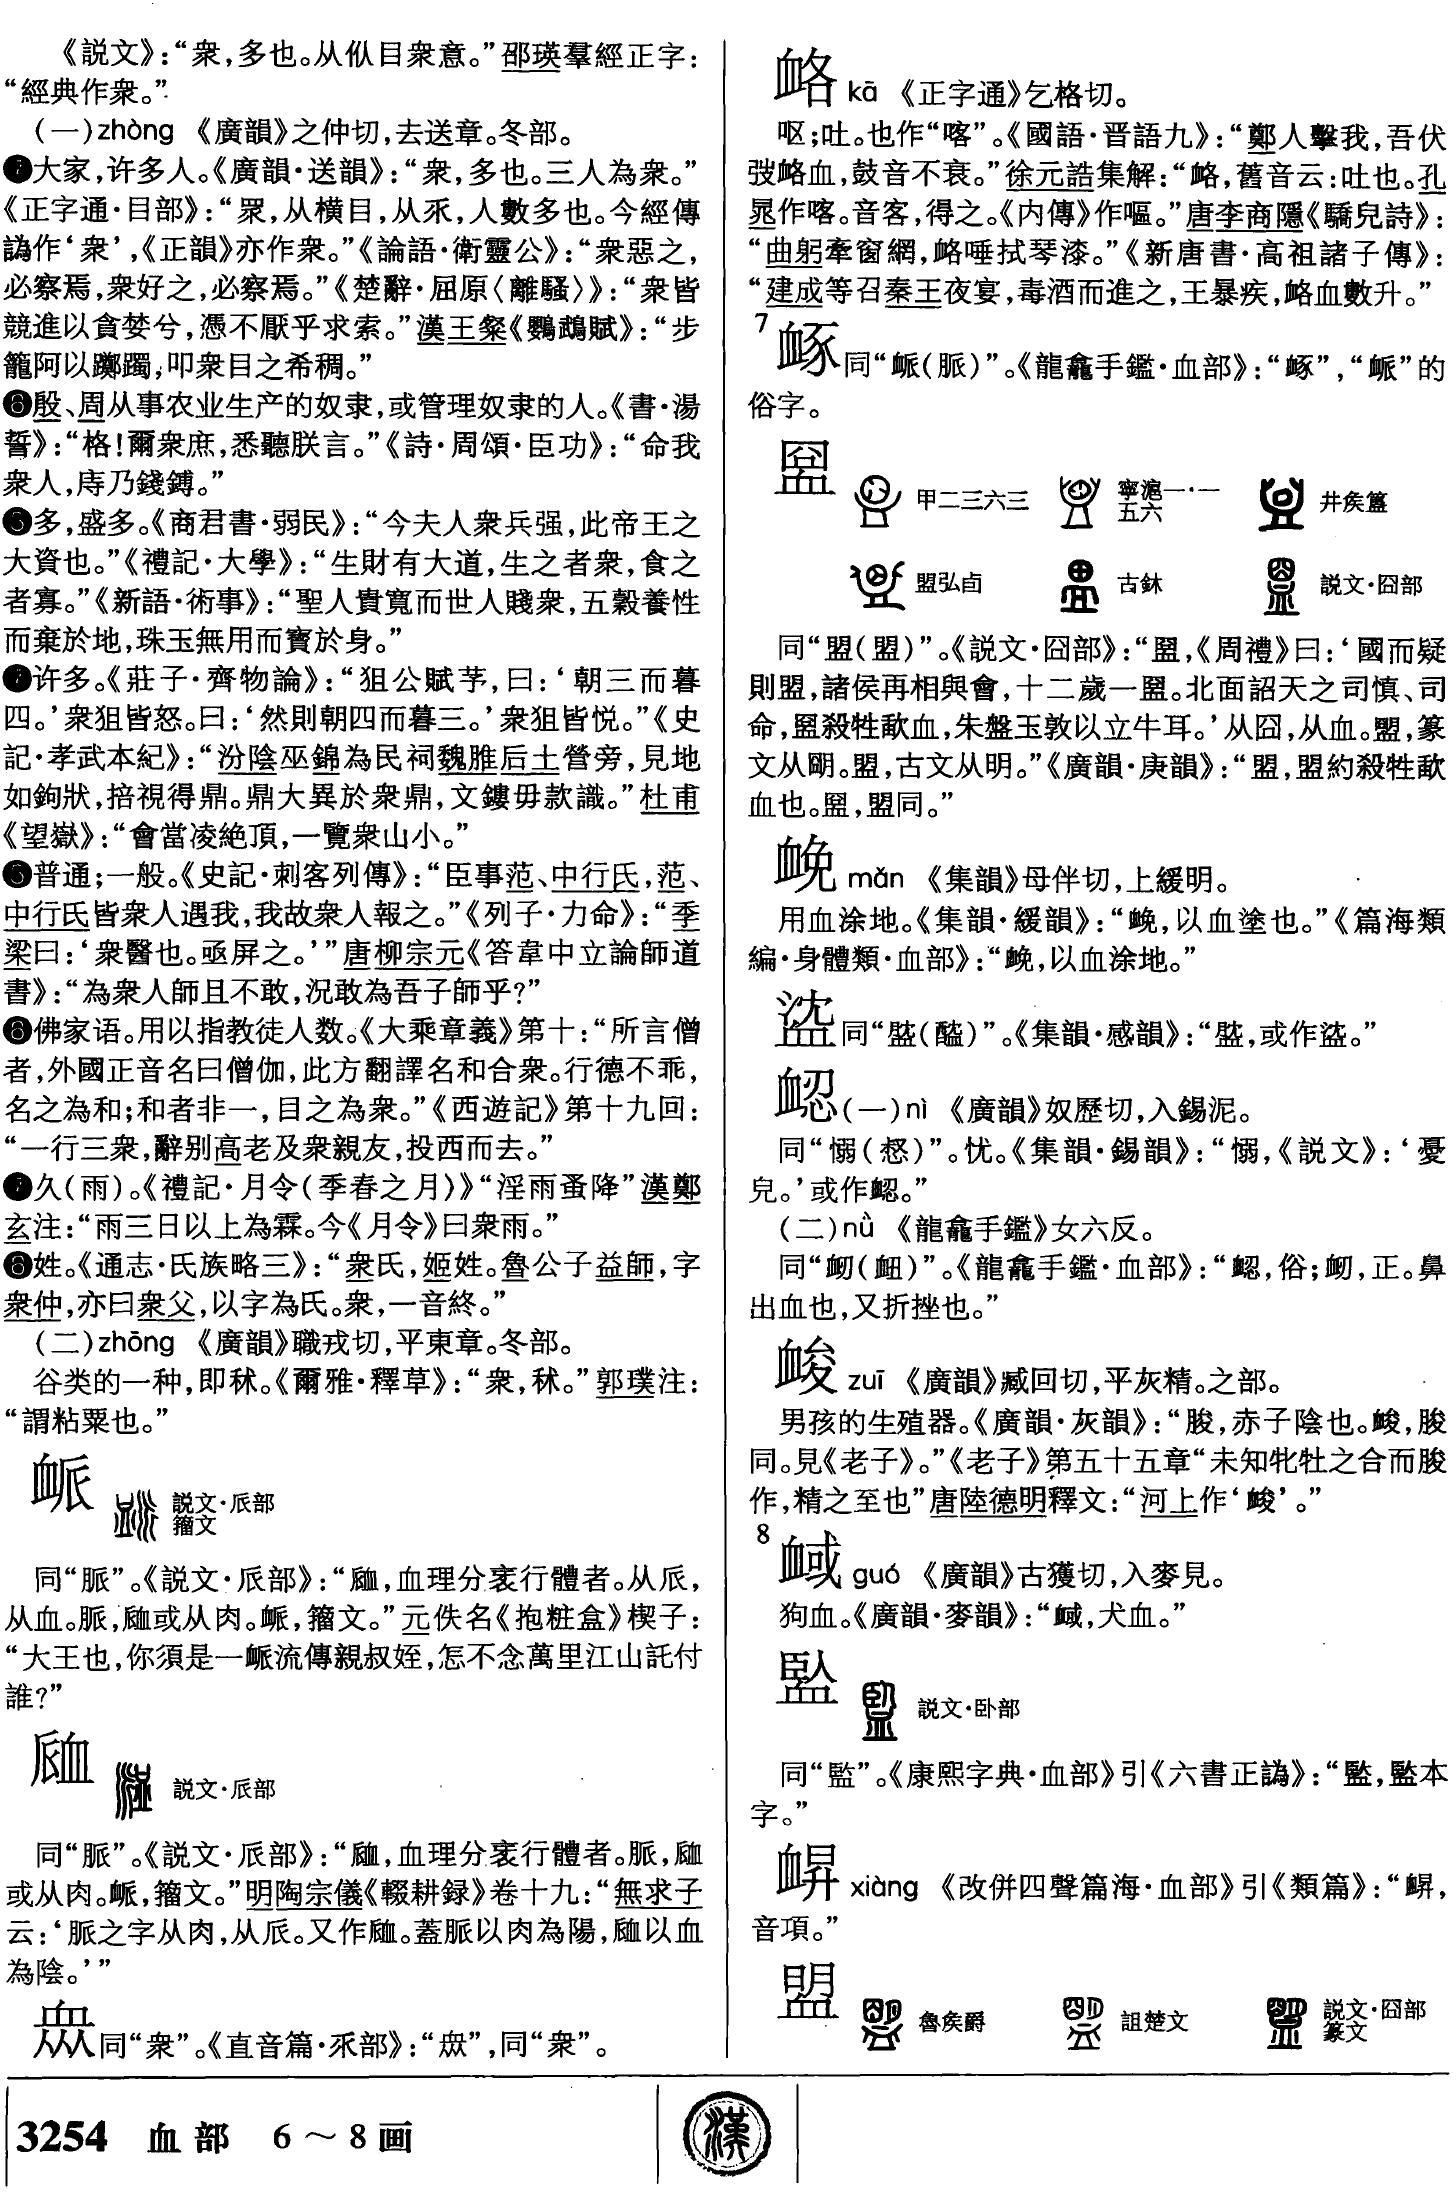 《説文》：“衆，多也。从㐺目衆意。”邵瑛羣經正字：
“經典作衆。”
（一）zhòng 《廣韻》之仲切，去送章。冬部。
❶大家，许多人。《廣韻·送韻》：“衆，多也。三人為衆。”
《正字通·目部》：“眾，从横目，从乑，人數多也。今經傳
譌作‘衆’，《正韻》亦作衆。”《論語·衛靈公》：“衆惡之，
必察焉，衆好之，必察焉。”《楚辭·屈原〈離騷〉》：“衆皆
競進以貪婪兮，憑不厭乎求索。”漢王粲《鸚鵡賦》：“步
籠阿以躑躅，叩衆目之希稠。”
❷殷、周从事农业生产的奴隶，或管理奴隶的人。《書·湯
誓》：“格！爾衆庶，悉聽朕言。”《詩·周頌·臣功》：“命我
衆人，庤乃錢鎛。”
❸多，盛多。《商君書·弱民》：“今夫人衆兵强，此帝王之
大資也。”《禮記·大學》：“生財有大道，生之者衆，食之
者寡。”《新語·術事》：“聖人貴寬而世人賤衆，五穀養性
而棄於地，珠玉無用而寶於身。”
❹许多。《莊子·齊物論》：“狙公賦芧，曰：‘朝三而暮
四。’衆狙皆怒。曰：‘然則朝四而暮三。’衆狙皆悦。”《史
記·孝武本紀》：“汾陰巫錦為民祠魏脽后土營旁，見地
如鉤狀，掊視得鼎。鼎大異於衆鼎，文鏤毋款識。”杜甫
《望嶽》：“會當凌絶頂，一覽衆山小。”
❺普通；一般。《史記·刺客列傳》：“臣事范、中行氏，范、
中行氏皆衆人遇我，我故衆人報之。”《列子·力命》：“季
梁曰：‘衆醫也。亟屏之。’”唐柳宗元《答韋中立論師道
書》：“為衆人師且不敢，況敢為吾子師乎？”
❻佛家语。用以指教徒人数。《大乘章義》第十：“所言僧
者，外國正音名曰僧伽，此方翻譯名和合衆。行德不乖，
名之為和；和者非一，目之為衆。”《西遊記》第十九回：
“一行三衆，辭别高老及衆親友，投西而去。”
❼久（雨）。《禮記·月令（季春之月）》“淫雨蚤降”漢鄭
玄注：“雨三日以上為霖。今《月令》曰衆雨。”
❽姓。《通志·氏族略三》：“衆氏，姬姓。魯公子益師，字
衆仲，亦曰衆父，以字為氏。衆，一音終。”
（二）zhōng 《廣韻》職戎切，平東章。冬部。
谷类的一种，即秫。《爾雅·釋草》：“衆，秫。”郭璞注：
“謂粘粟也。”
衇 説文·𠂢部
籀文
同“脈”。《説文·𠂢部》：“䘑，血理分衺行體者。从𠂢，
从血。脈，䘑或从肉。衇，籀文。”元佚名《抱粧盒》楔子：
“大王也，你須是一衇流傳親叔姪，怎不念萬里江山託付
誰？”
䘑 説文·𠂢部
同“脈”。《説文·𠂢部》：“䘑，血理分衺行體者。脈，䘑
或从肉。衇，籀文。”明陶宗儀《輟耕録》卷十九：“無求子
云：‘脈之字从肉，从𠂢。又作䘑。蓋脈以肉為陽，䘑以血
為陰。’”
㒶同“衆”。《直音篇·乑部》：“㒶”，同“衆”。
衉 kā 《正字通》乞格切。
呕；吐。也作“喀”。《國語·晋語九》：“鄭人擊我，吾伏
弢衉血，鼓音不衰。”徐元誥集解：“衉，舊音云：吐也。孔
晁作喀。音客，得之。《内傳》作嘔。”唐李商隱《驕兒詩》：
“曲躬牽窗網，衉唾拭琴漆。”《新唐書·高祖諸子傳》：
“建成等召秦王夜宴，毒酒而進之，王暴疾，衉血數升。”
7
同“衇（脈）”。《龍龕手鑑·血部》：“”，“衇”的
俗字。
甲二三六三 寧滬一·一
五六 井矦簋
盟弘卣 古鉥 説文·囧部
同“盟（盟）”。《説文·囧部》：“𥂗，《周禮》曰：‘國而疑
則盟，諸侯再相與會，十二歲一𥂗。北面詔天之司慎、司
命，𥂗殺牲歃血，朱盤玉敦以立牛耳。’从囧，从血。盟，篆
文从朙。盟，古文从明。”《廣韻·庚韻》：“盟，盟約殺牲歃
血也。𥂗，盟同。”
mǎn 《集韻》母伴切，上緩明。
用血涂地。《集韻·緩韻》：“，以血塗也。”《篇海類
編·身體類·血部》：“，以血涂地。”
同“䘓（醓）”。《集韻·感韻》：“䘓，或作。”
（一）nì 《廣韻》奴歷切，入錫泥。
同“惄（愵）”。忧。《集韻·錫韻》：“愵，《説文》：‘憂
皃。’或作。”
（二）nǜ 《龍龕手鑑》女六反。
同“衂（衄）”。《龍龕手鑑·血部》：“，俗；衂，正。鼻
出血也，又折挫也。”
zuī 《廣韻》臧回切，平灰精。之部。
男孩的生殖器。《廣韻·灰韻》：“朘，赤子陰也。，朘
同。見《老子》。”《老子》第五十五章“未知牝牡之合而朘
作，精之至也”唐陸德明釋文：“河上作‘’。”
8
guó 《廣韻》古獲切，入麥見。
狗血。《廣韻·麥韻》：“，犬血。”
説文·卧部
同“監”。《康熙字典·血部》引《六書正譌》：“，監本
字。”
xiàng 《改併四聲篇海·血部》引《類篇》：“，
音項。”
盟 魯矦爵 詛楚文 説文·囧部
篆文
3254 血部 6～8画
漢